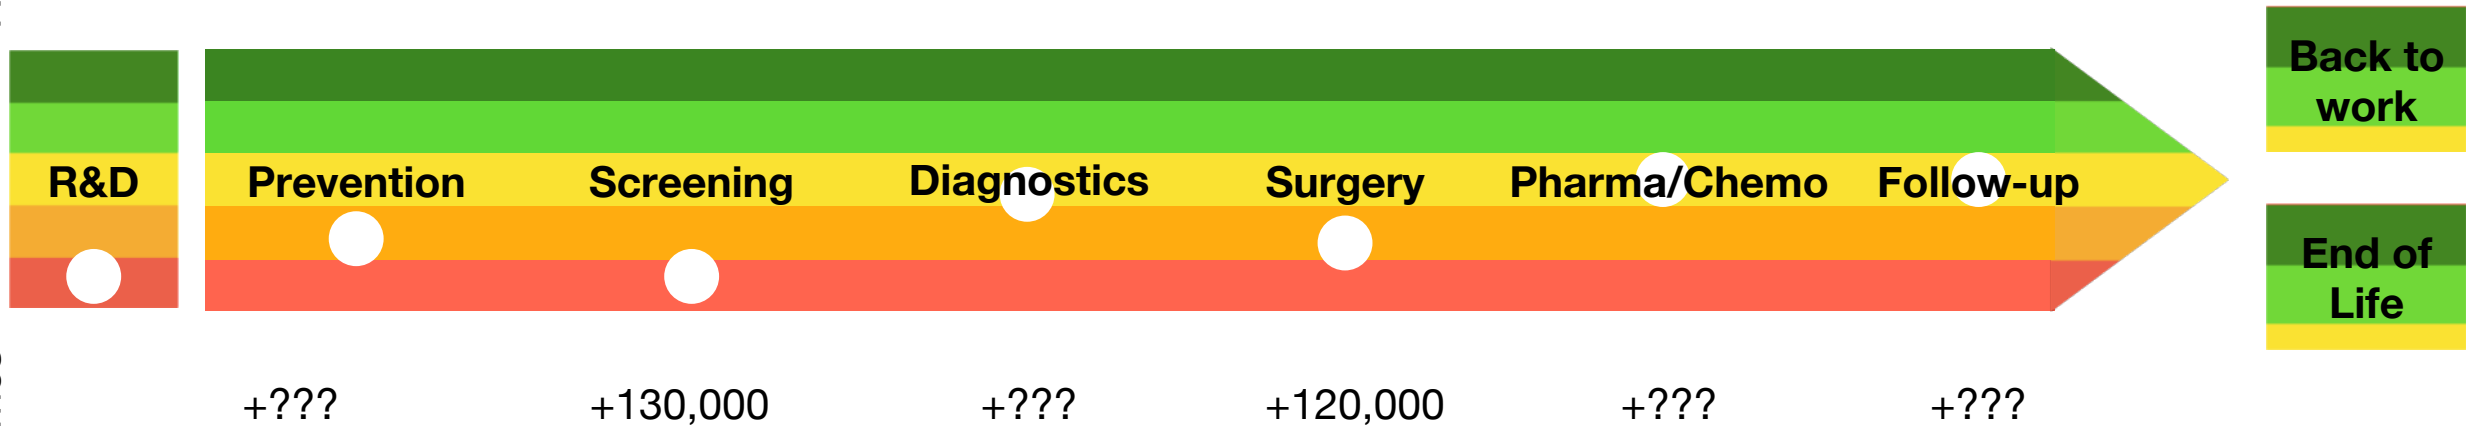 R&D
Prevention
Screening
Diagnostics
Surgery
Pharma/Chemo
Follow-up
Back to
work
End of
Life
+???
+130,000
+???
+120,000
+???
+???